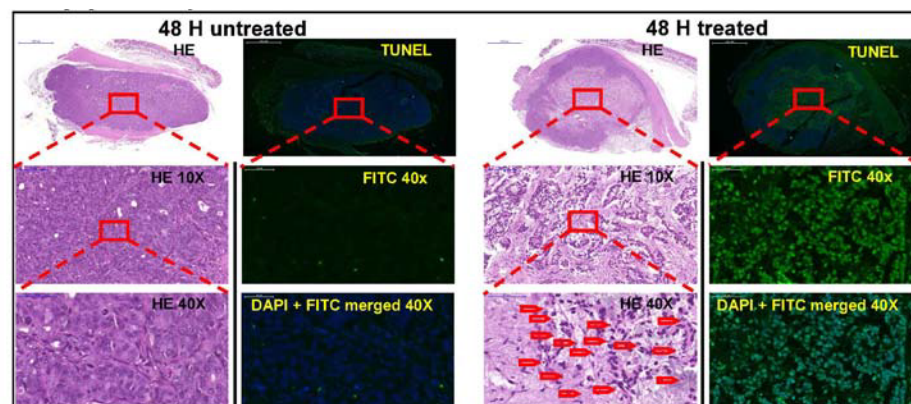 48 H untreated
48 H treated
HE
TUNEL
HE
TUNEL
HE 10X
FITC 40x
HE 10X
FITC 40x
HE 40X
DAPI + FITC merged 40X
HE 40X
DAPI + FITC merged 40X